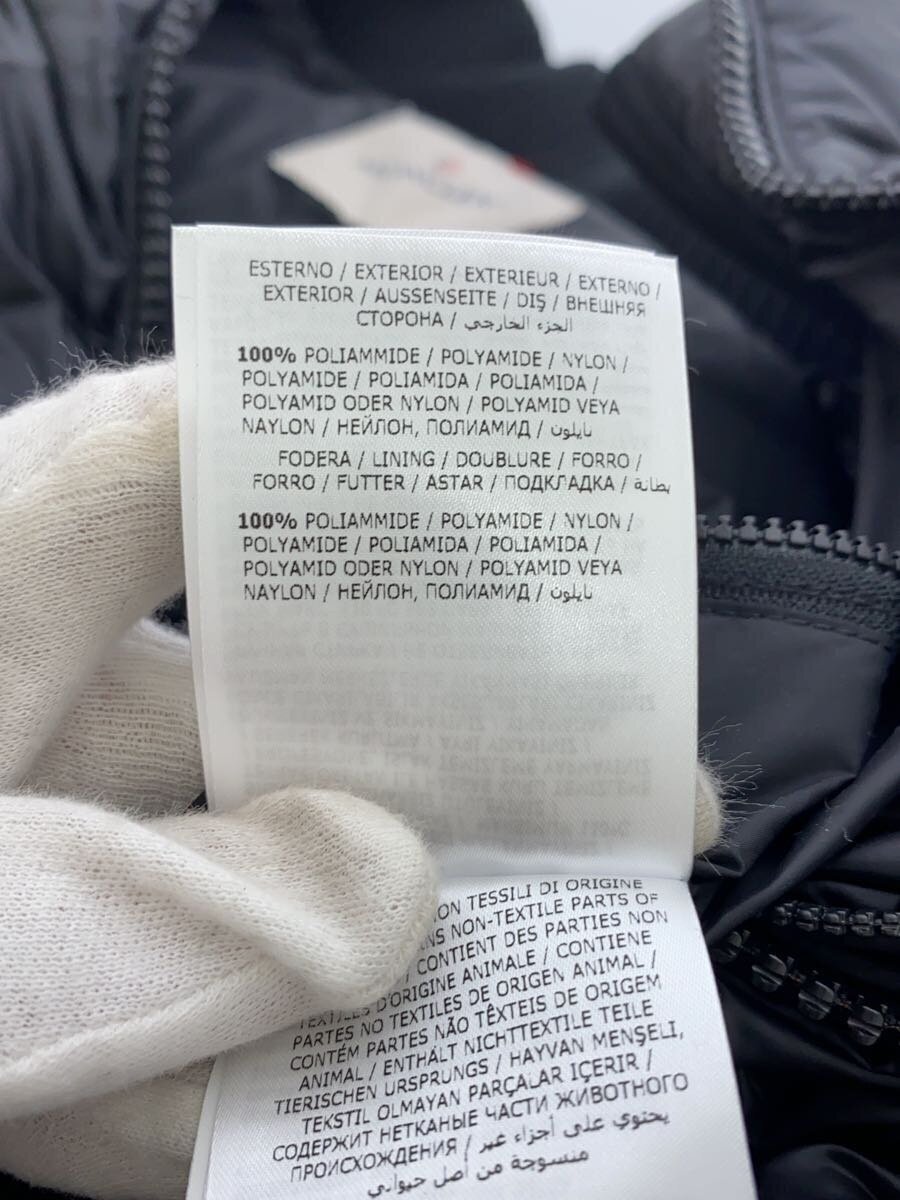 ESTERNO / EXTERIOR / EXTERIEUR / EXTERNO /
EXTERIOR / AUSSENSEITE / DIŞ / ВНЕШНЯЯ
СТОРОНА / الجزء الخارجي
100% POLIAMMIDE / POLYAMIDE / NYLON /
POLYAMIDE / POLIAMIDA / POLIAMIDA /
POLYAMID ODER NYLON / POLYAMID VEYA
NAYLON / НЕЙЛОН, ПОЛИАМИД / نايلون
FODERA / LINING / DOUBLURE / FORRO /
FORRO / FUTTER / ASTAR / ПОДКЛАДКА / بطانة
100% POLIAMMIDE / POLYAMIDE / NYLON /
POLYAMIDE / POLIAMIDA / POLIAMIDA /
POLYAMID ODER NYLON / POLYAMID VEYA
NAYLON / НЕЙЛОН, ПОЛИАМИД / نايلون
TESSILI DI ORIGINE
NON-TEXTILE PARTS OF
/ CONTIENT DES PARTIES NON
TEXTILES D'ORIGINE ANIMALE / CONTIENE
PARTES NO TEXTILES DE ORIGEN ANIMAL /
CONTÉM PARTES NÃO TÊXTEIS DE ORIGEM
ANIMAL / ENTHÄLT NICHTTEXTILE TEILE
TIERISCHEN URSPRUNGS / HAYVAN MENŞELİ,
TEKSTIL OLMAYAN PARÇALAR IÇERIR /
СОДЕРЖИТ НЕТКАНЫЕ ЧАСТИ ЖИВОТНОГО
ПРОИСХОЖДЕНИЯ / يحتوي على أجزاء غير
منسوجة من أصل حيواني